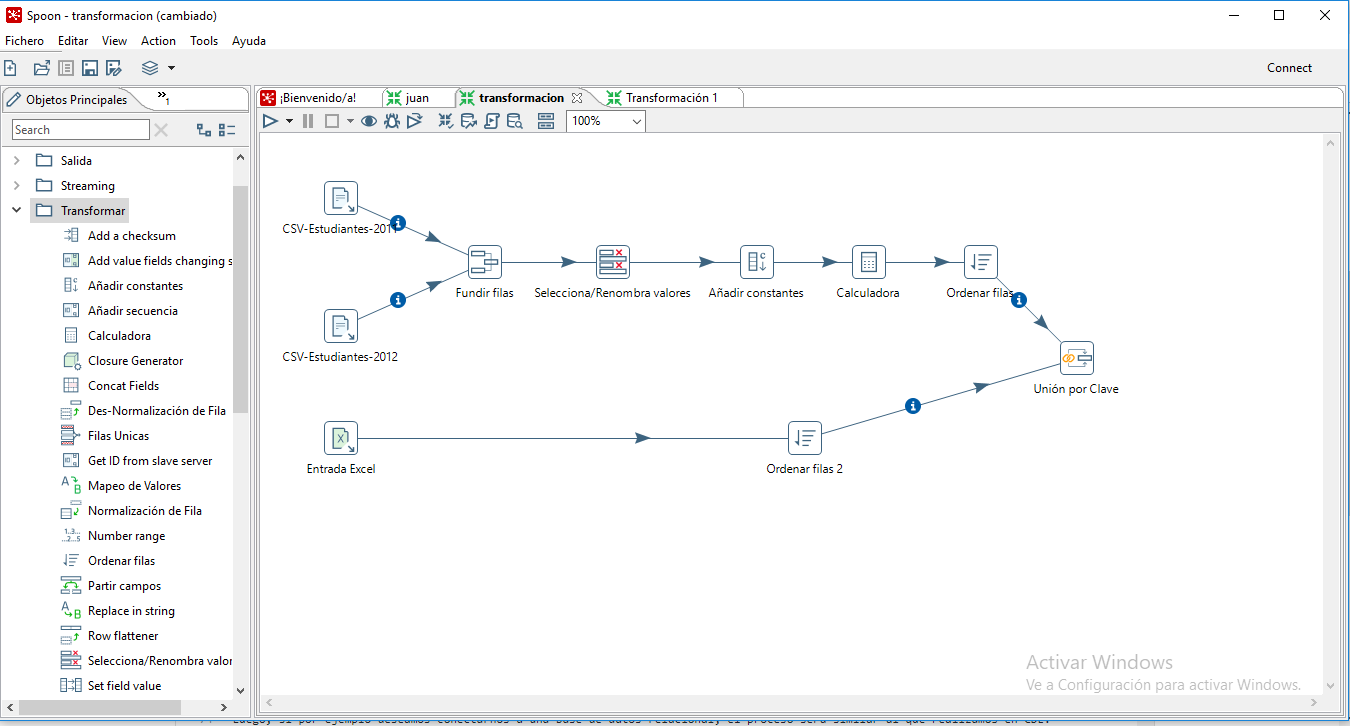 Spoon - transformacion (cambiado)
Fichero Editar View Action Tools Ayuda
Connect
Objetos Principales
»1
¡Bienvenido/a! juan transformacion Transformación 1
Search
100%
Salida
Streaming
Transformar
Add a checksum
Add value fields changing s
Añadir constantes
Añadir secuencia
Calculadora
Closure Generator
Concat Fields
Des-Normalización de Fila
Filas Unicas
Get ID from slave server
Mapeo de Valores
Normalización de Fila
Number range
Ordenar filas
Partir campos
Replace in string
Row flattener
Selecciona/Renombra valor
Set field value
CSV-Estudiantes-2011
Fundir filas
Selecciona/Renombra valores
Añadir constantes
Calculadora
Ordenar filas
CSV-Estudiantes-2012
Unión por Clave
Entrada Excel
Ordenar filas 2
Activar Windows
Ve a Configuración para activar Windows.